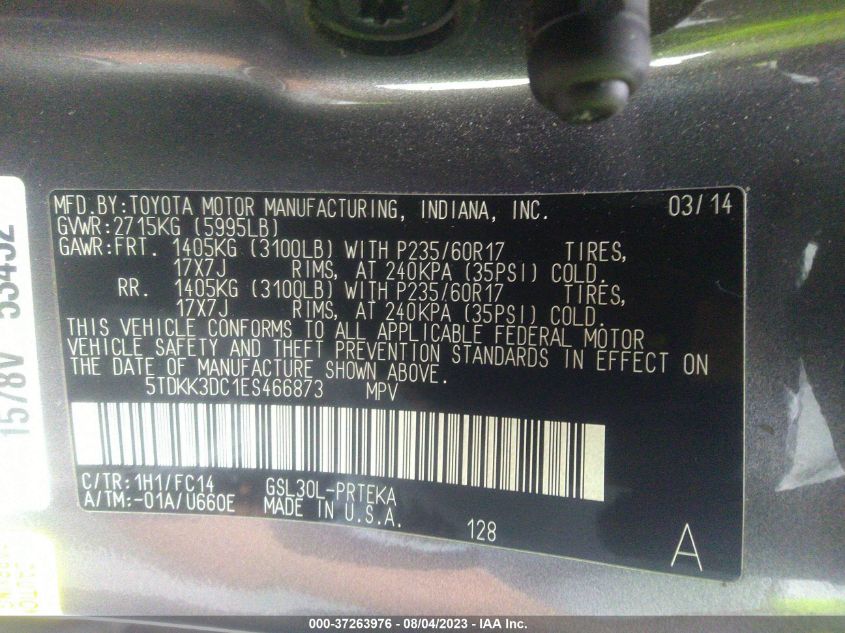 MFD.BY:TOYOTA MOTOR MANUFACTURING, INDIANA, INC. 03/14
GVWR:2715KG (5995LB)
GAWR:FRT. 1405KG (3100LB) WITH P235/60R17 TIRES,
17X7J RIMS, AT 240KPA (35PSI) COLD.
RR. 1405KG (3100LB) WITH P235/60R17 TIRES,
17X7J RIMS, AT 240KPA (35PSI) COLD.
THIS VEHICLE CONFORMS TO ALL APPLICABLE FEDERAL MOTOR
VEHICLE SAFETY AND THEFT PREVENTION STANDARDS IN EFFECT ON
THE DATE OF MANUFACTURE SHOWN ABOVE.
5TDKK3DC1ES466873 MPV
C/TR:1H1/FC14 GSL30L-PRTEKA
A/TM:-01A/U660E MADE IN U.S.A.
128
A
1578V
000-37263976 - 08/04/2023 - IAA Inc.